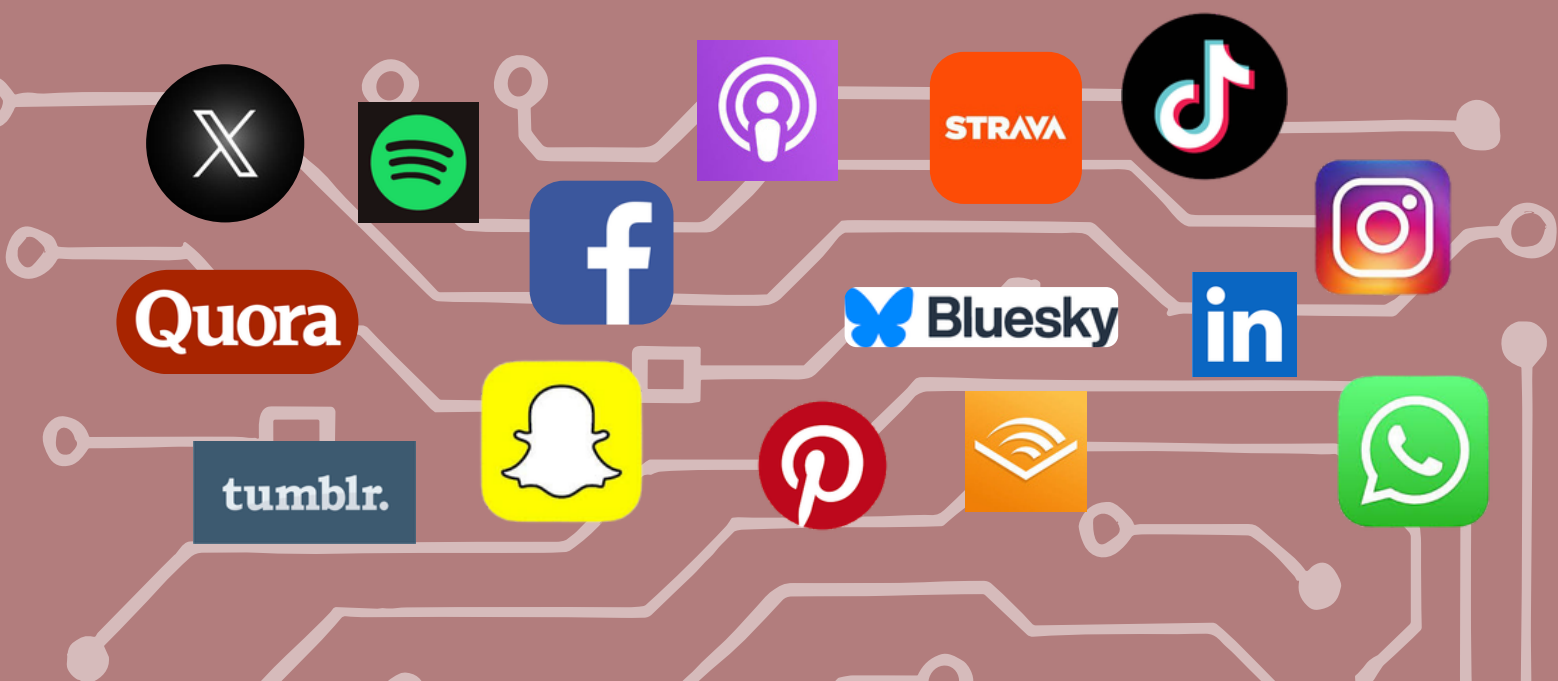 X
STRAVA
f
Quora
Bluesky
in
tumblr.